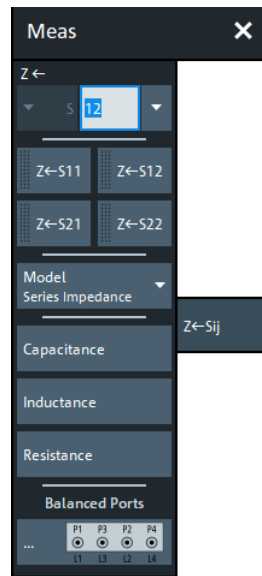 Meas
Z←
S 12
Z←S11 Z←S12
Z←S21 Z←S22
Model
Series Impedance
Z←Sij
Capacitance
Inductance
Resistance
Balanced Ports
... P1 P3 P2 P4
L1 L3 L2 L4